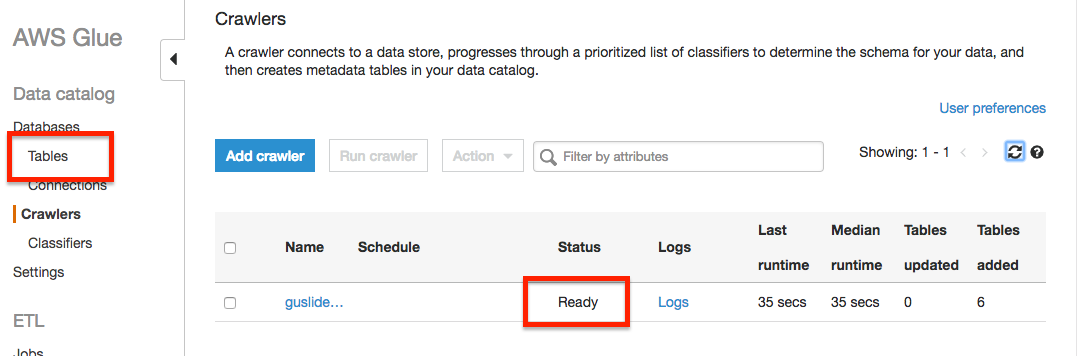 AWS Glue
Data catalog
Databases
Tables
Connections
Crawlers
Classifiers
Settings
ETL
Jobs
Crawlers
A crawler connects to a data store, progresses through a prioritized list of classifiers to determine the schema for your data, and
then creates metadata tables in your data catalog.
User preferences
Add crawler Run crawler Action Filter by attributes Showing: 1 - 1
Name Schedule Status Logs Last runtime Median runtime Tables updated Tables added
guslide… Ready Logs 35 secs 35 secs 0 6